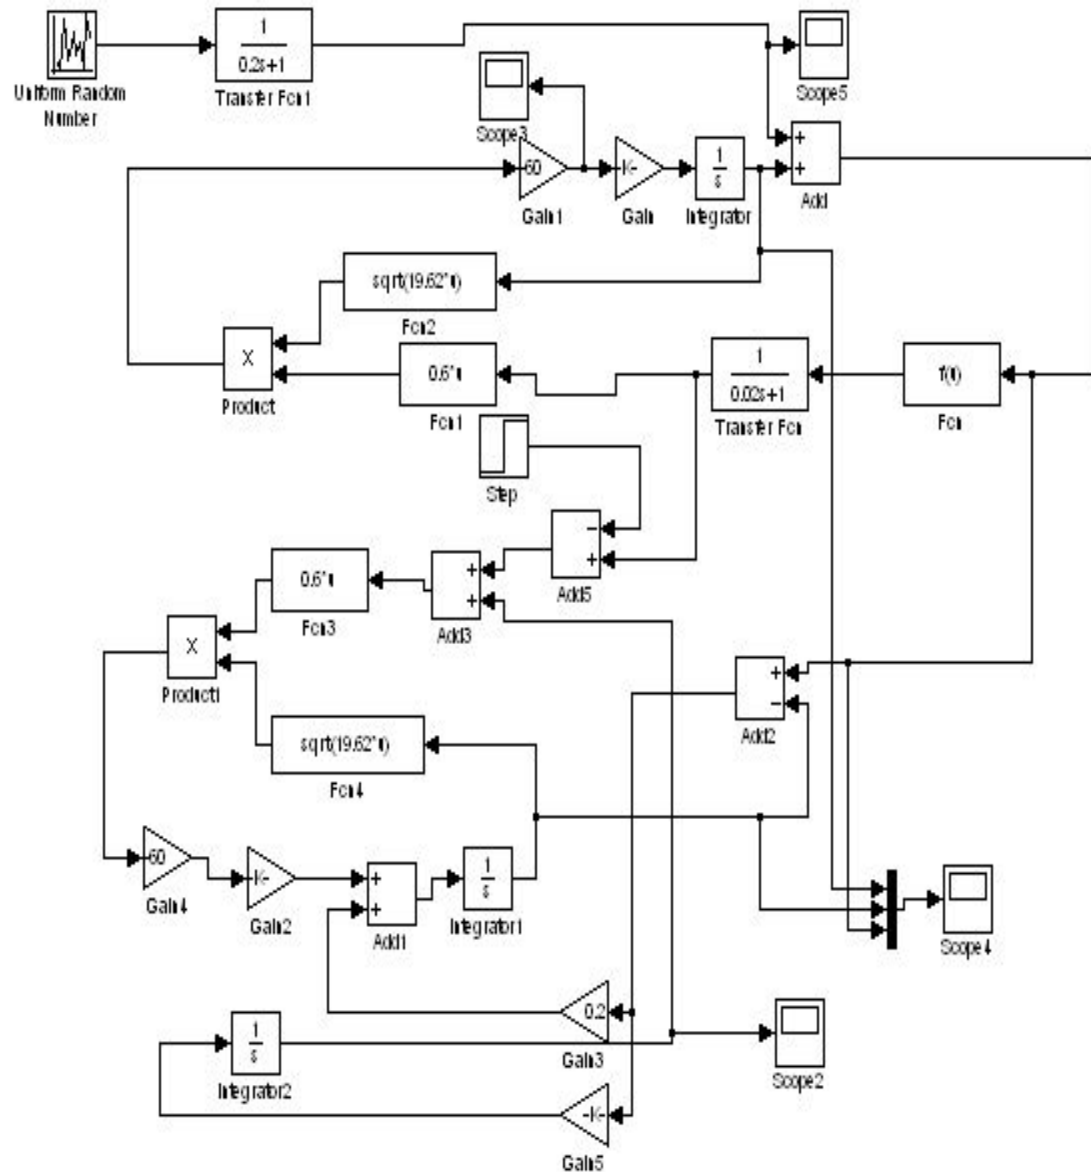 1
0.2s+1
Uniform Random
Number
Transfer Fcn1
Scope5
Scope3
+
+
Add
60
Gain1
-K-
Gain
1
s
Integrator
sqrt(19.62*u)
Fcn2
X
Product
0.6*u
Fcn1
1
0.02s+1
Transfer Fcn
f(u)
Fcn
Step
−
+
Add5
0.6*u
Fcn3
+
+
Add3
X
Product1
+
−
Add2
sqrt(19.62*u)
Fcn4
60
Gain4
-K-
Gain2
+
+
Add1
1
s
Integrator1
Scope4
0.2
Gain3
1
s
Integrator2
Scope2
-K-
Gain5